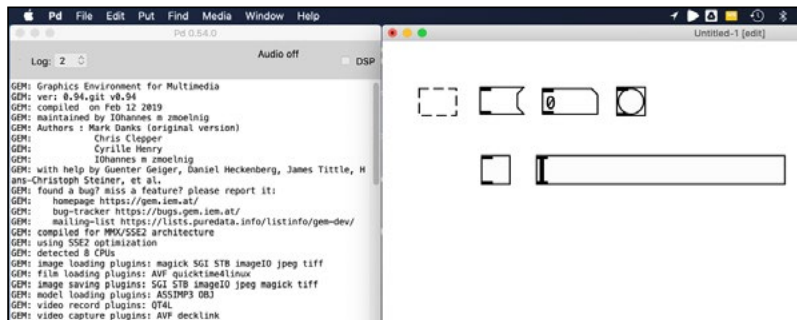 Pd File Edit Put Find Media Window Help
Pd 0.54.0
Untitled-1 [edit]
Log: 2
Audio off
DSP
GEM: Graphics Environment for Multimedia
GEM: ver: 0.94.git v0.94
GEM: compiled on Feb 12 2019
GEM: maintained by IOhannes m zmoelnig
GEM: Authors : Mark Danks (original version)
GEM: Chris Clepper
GEM: Cyrille Henry
GEM: IOhannes m zmoelnig
GEM: with help by Guenter Geiger, Daniel Heckenberg, James Tittle, H
ans-Christoph Steiner, et al.
GEM: found a bug? miss a feature? please report it:
GEM: homepage https://gem.iem.at/
GEM: bug-tracker https://bugs.gem.iem.at/
GEM: mailing-list https://lists.puredata.info/listinfo/gem-dev/
GEM: compiled for MMX/SSE2 architecture
GEM: using SSE2 optimization
GEM: detected 8 CPUs
GEM: image loading plugins: magick SGI STB imageIO jpeg tiff
GEM: film loading plugins: AVF quicktime4linux
GEM: image saving plugins: SGI STB imageIO jpeg magick tiff
GEM: model loading plugins: ASSIMP3 OBJ
GEM: video record plugins: QT4L
GEM: video capture plugins: AVF decklink
0